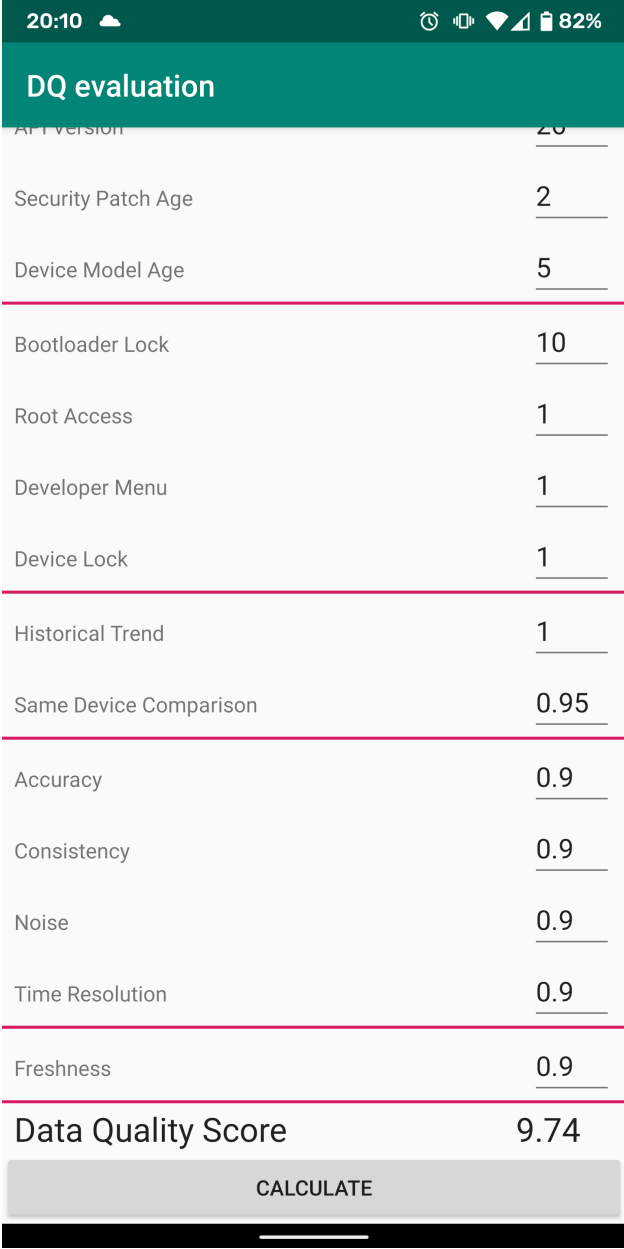 20:10 82%
DQ evaluation
API Version
Security Patch Age 2
Device Model Age 5
Bootloader Lock 10
Root Access 1
Developer Menu 1
Device Lock 1
Historical Trend 1
Same Device Comparison 0.95
Accuracy 0.9
Consistency 0.9
Noise 0.9
Time Resolution 0.9
Freshness 0.9
Data Quality Score 9.74
CALCULATE